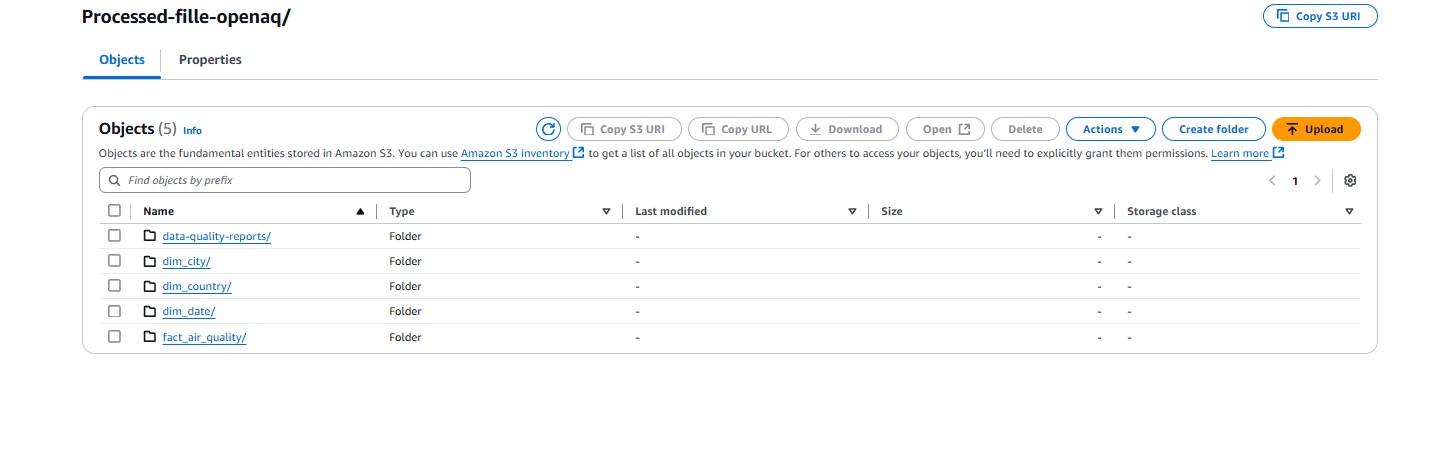 Processed-fille-openaq/
Copy S3 URI
Objects Properties
Objects (5) Info
Copy S3 URI Copy URL Download Open Delete Actions Create folder Upload
Objects are the fundamental entities stored in Amazon S3. You can use Amazon S3 inventory to get a list of all objects in your bucket. For others to access your objects, you'll need to explicitly grant them permissions. Learn more
Find objects by prefix
1
Name Type Last modified Size Storage class
data-quality-reports/ Folder - - -
dim_city/ Folder - - -
dim_country/ Folder - - -
dim_date/ Folder - - -
fact_air_quality/ Folder - - -